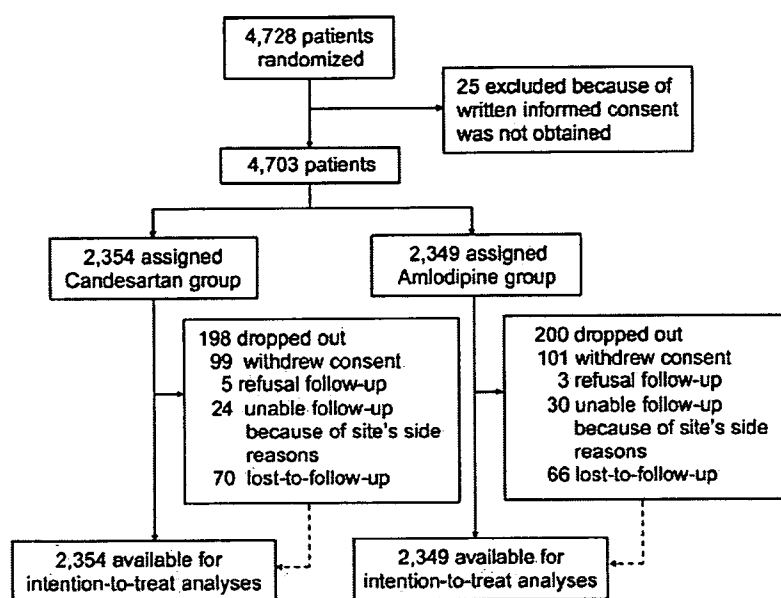 4,728 patients
randomized
25 excluded because of
written informed consent
was not obtained
4,703 patients
2,354 assigned
Candesartan group
2,349 assigned
Amlodipine group
198 dropped out
99 withdrew consent
5 refusal follow-up
24 unable follow-up
because of site's side
reasons
70 lost-to-follow-up
200 dropped out
101 withdrew consent
3 refusal follow-up
30 unable follow-up
because of site's side
reasons
66 lost-to-follow-up
2,354 available for
intention-to-treat analyses
2,349 available for
intention-to-treat analyses